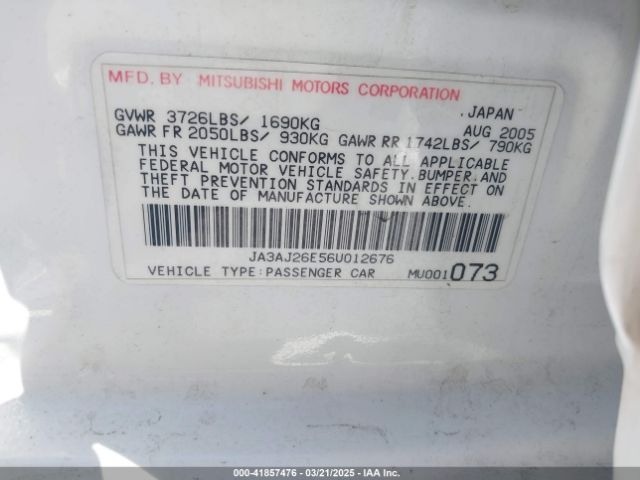 MFD. BY MITSUBISHI MOTORS CORPORATION
JAPAN
GVWR 3726LBS/ 1690KG AUG 2005
GAWR FR 2050LBS/ 930KG GAWR RR 1742LBS/ 790KG
THIS VEHICLE CONFORMS TO ALL APPLICABLE
FEDERAL MOTOR VEHICLE SAFETY.BUMPER.AND
THEFT PREVENTION STANDARDS IN EFFECT ON
THE DATE OF MANUFACTURE SHOWN ABOVE.
JA3AJ26E56U012676
VEHICLE TYPE:PASSENGER CAR MU001073
000-41857476 - 03/21/2025 - IAAI.COM